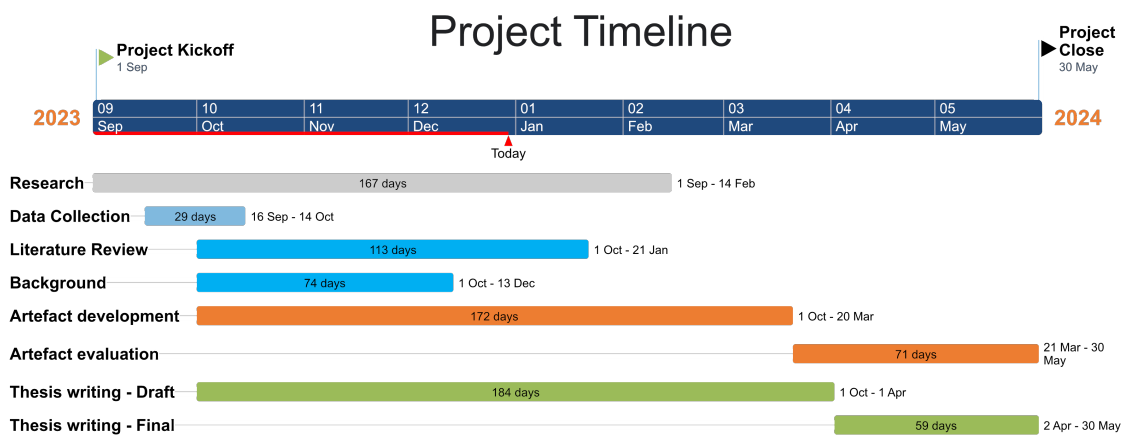 Project Timeline
Project Kickoff
1 Sep
Project
Close
30 May
2023
09 10 11 12 01 02 03 04 05
Sep Oct Nov Dec Jan Feb Mar Apr May
2024
Today
Research 167 days 1 Sep - 14 Feb
Data Collection 29 days 16 Sep - 14 Oct
Literature Review 113 days 1 Oct - 21 Jan
Background 74 days 1 Oct - 13 Dec
Artefact development 172 days 1 Oct - 20 Mar
Artefact evaluation 71 days 21 Mar - 30
May
Thesis writing - Draft 184 days 1 Oct - 1 Apr
Thesis writing - Final 59 days 2 Apr - 30 May